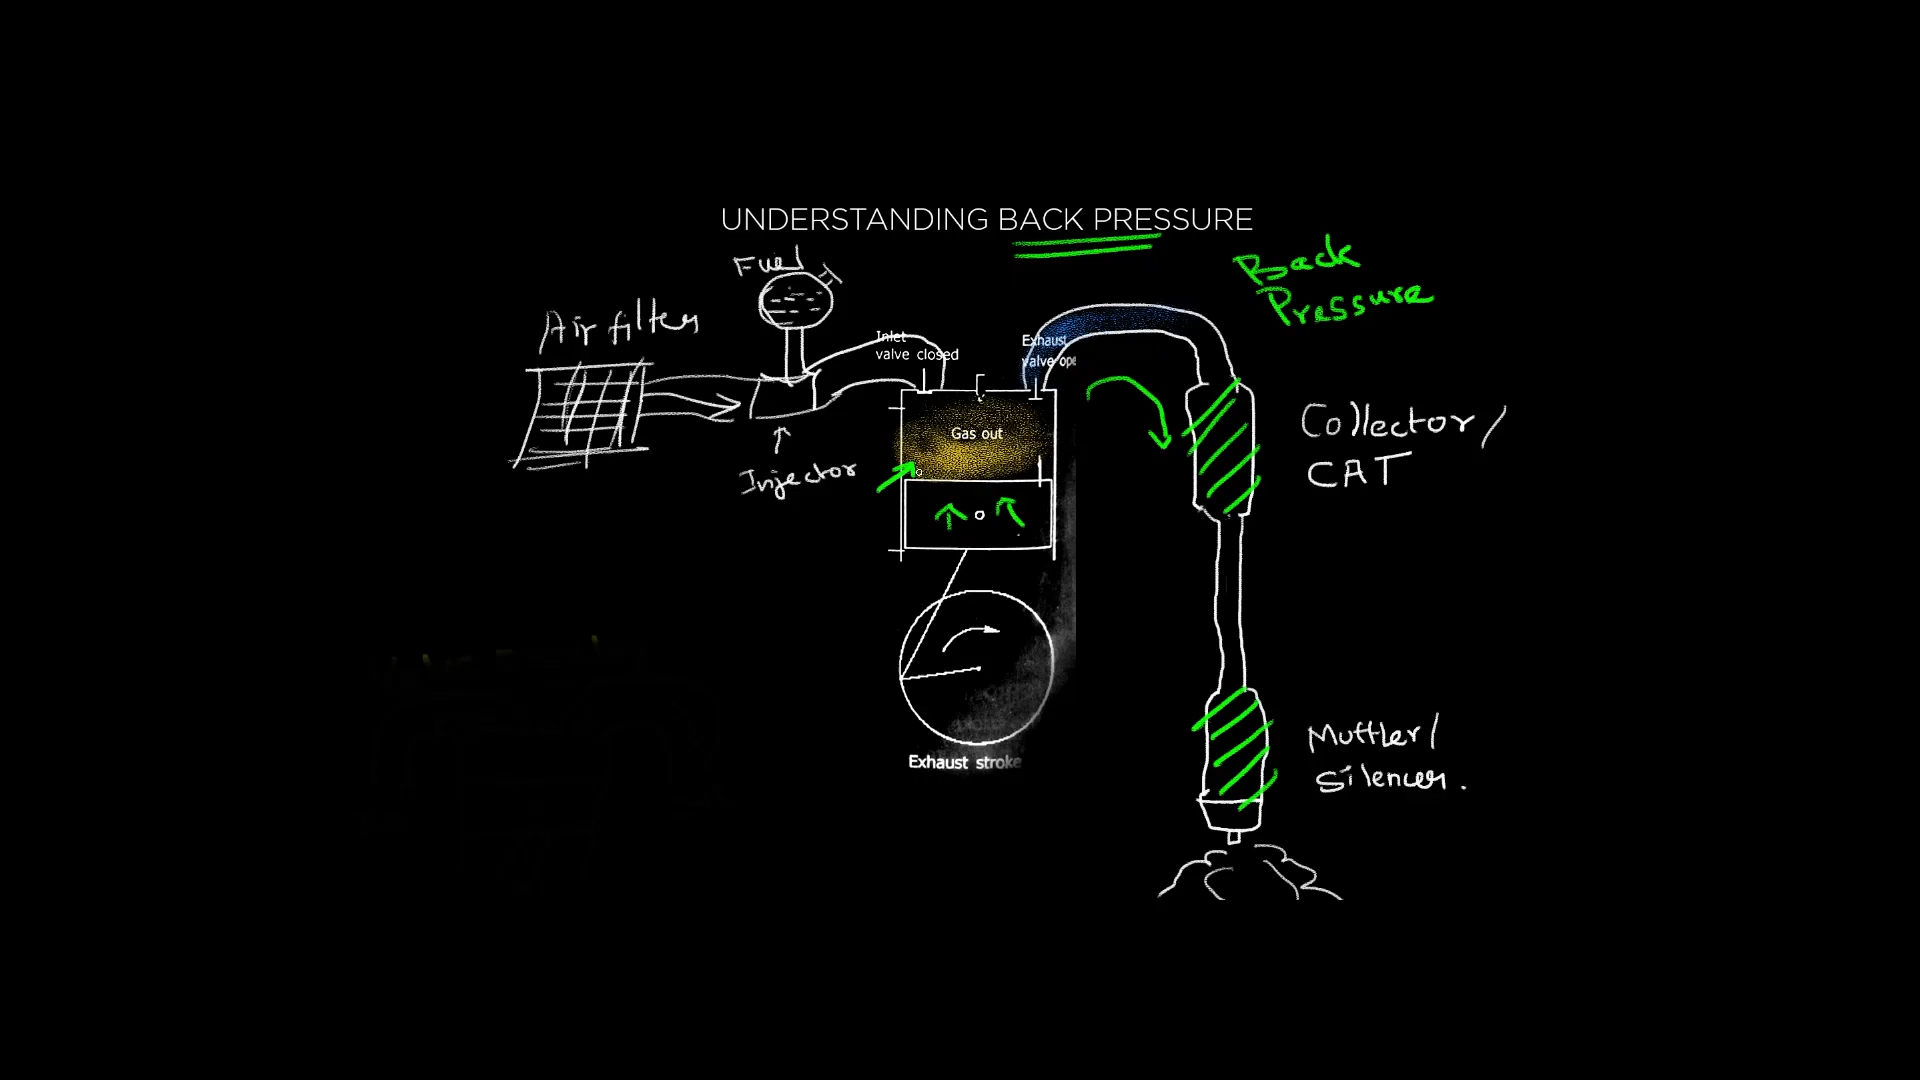 UNDERSTANDING BACK PRESSURE
Back
Pressure
Fuel
Air filter
Inlet
valve closed
Exhaust
valve ope
Gas out
Injector
Collector/
CAT
Muffler/
Silencer.
Exhaust stroke